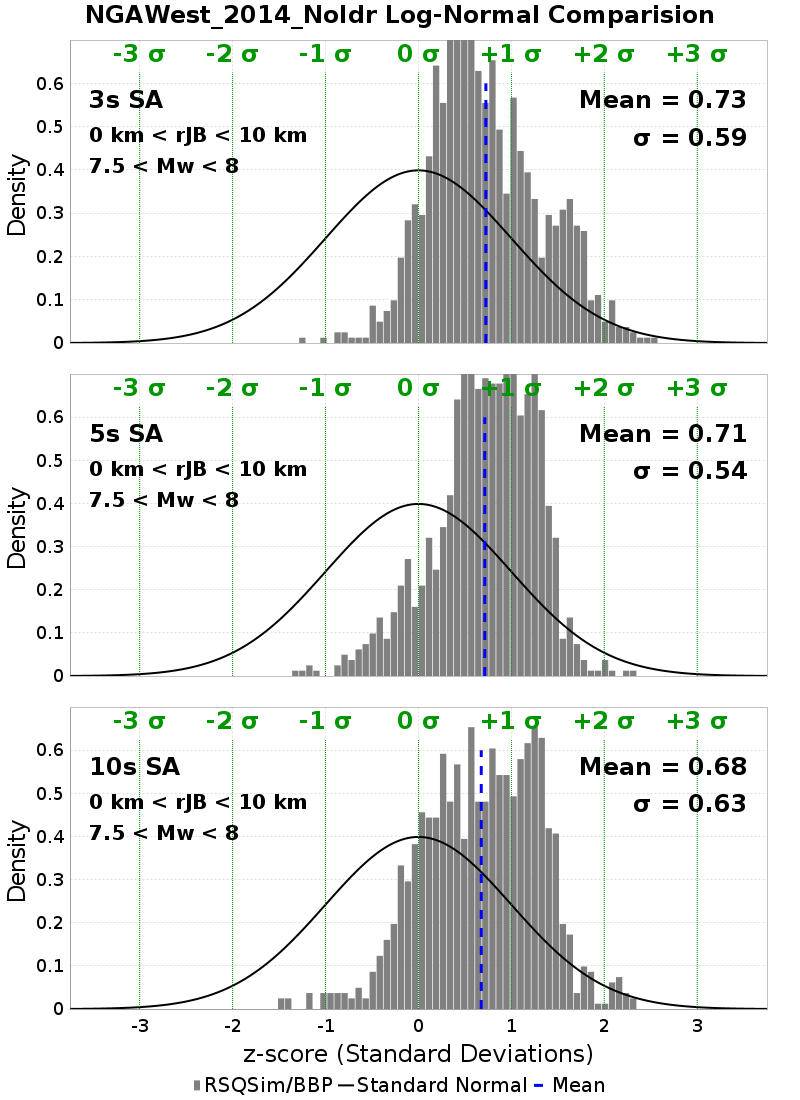 NGAWest_2014_NoIdr Log-Normal Comparision
-3 σ -2 σ -1 σ 0 σ +1 σ +2 σ +3 σ
3s SA Mean = 0.73
0 km < rJB < 10 km σ = 0.59
7.5 < Mw < 8
0.6
0.5
0.4
0.3
0.2
0.1
0
Density
-3 σ -2 σ -1 σ 0 σ +1 σ +2 σ +3 σ
5s SA Mean = 0.71
0 km < rJB < 10 km σ = 0.54
7.5 < Mw < 8
0.6
0.5
0.4
0.3
0.2
0.1
0
Density
-3 σ -2 σ -1 σ 0 σ +1 σ +2 σ +3 σ
10s SA Mean = 0.68
0 km < rJB < 10 km σ = 0.63
7.5 < Mw < 8
0.6
0.5
0.4
0.3
0.2
0.1
0
Density
-3 -2 -1 0 1 2 3
z-score (Standard Deviations)
RSQSim/BBP Standard Normal Mean